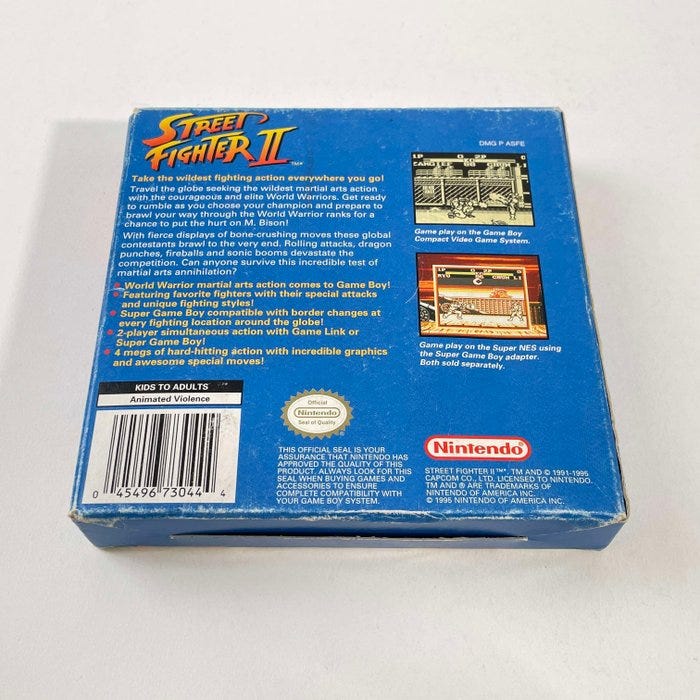 STREET
FIGHTER II™
DMG P ASFE
Take the wildest fighting action everywhere you go!
Travel the globe seeking the wildest martial arts action
with the courageous and elite World Warriors. Get ready
to rumble as you choose your champion and prepare to
brawl your way through the World Warrior ranks for a
chance to put the hurt on M. Bison!
With fierce displays of bone-crushing moves these global
contestants brawl to the very end. Rolling attacks, dragon
punches, fireballs and sonic booms devastate the
competition. Can anyone survive this incredible test of
martial arts annihilation?
• World Warrior martial arts action comes to Game Boy!
• Featuring favorite fighters with their special attacks
and unique fighting styles!
• Super Game Boy compatible with border changes at
every fighting location around the globe!
• 2-player simultaneous action with Game Link or
Super Game Boy!
• 4 megs of hard-hitting action with incredible graphics
and awesome special moves!
Game play on the Game Boy
Compact Video Game System.
Game play on the Super NES using
the Super Game Boy adapter.
Both sold separately.
KIDS TO ADULTS
Animated Violence
0 45496 73044 4
Official
Nintendo
Seal of Quality
THIS OFFICIAL SEAL IS YOUR
ASSURANCE THAT NINTENDO HAS
APPROVED THE QUALITY OF THIS
PRODUCT. ALWAYS LOOK FOR THIS
SEAL WHEN BUYING GAMES AND
ACCESSORIES TO ENSURE
COMPLETE COMPATIBILITY WITH
YOUR GAME BOY SYSTEM.
Nintendo®
STREET FIGHTER II™, TM AND © 1991-1995
CAPCOM CO., LTD. LICENSED TO NINTENDO.
TM AND ® ARE TRADEMARKS OF
NINTENDO OF AMERICA INC.
© 1995 NINTENDO OF AMERICA INC.